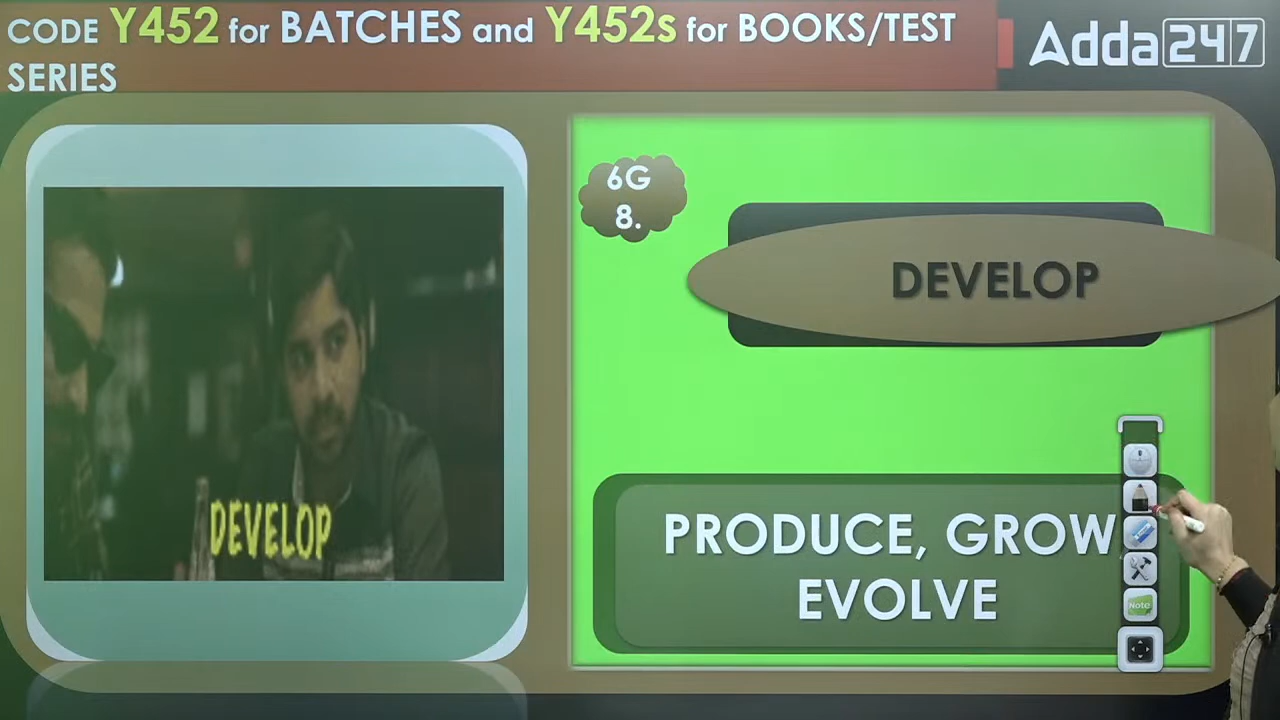 CODE Y452 for BATCHES and Y452s for BOOKS/TEST
SERIES
Adda247
6G
8.
DEVELOP
DEVELOP
PRODUCE, GROW,
EVOLVE
Note